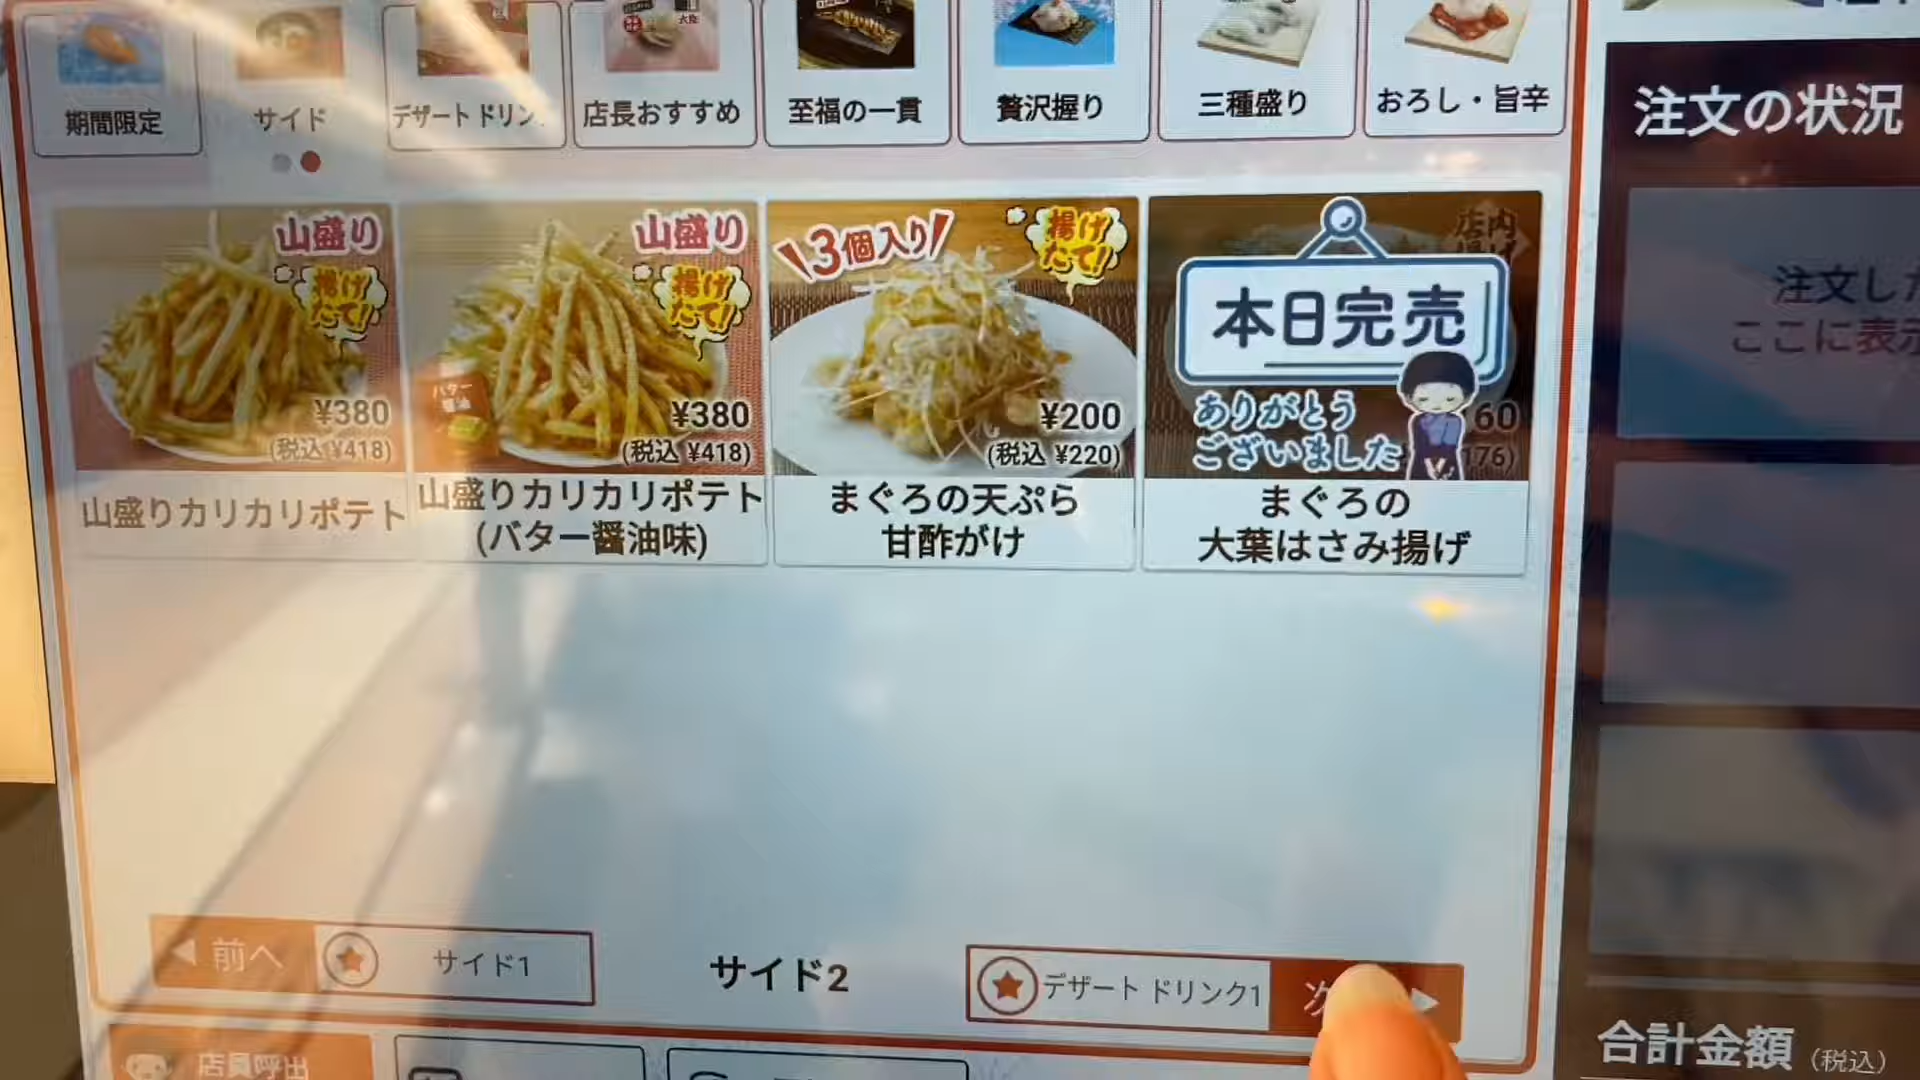 期間限定
サイド
デザート ドリン
店長おすすめ
至福の一貫
贅沢握り
三種盛り
おろし・旨辛
注文の状況
山盛り
揚げ
たて!
¥380
(税込 ¥418)
山盛りカリカリポテト
山盛り
揚げ
たて!
バター
醤油
¥380
(税込 ¥418)
山盛りカリカリポテト
(バター醤油味)
3個入り
揚げ
たて!
¥200
(税込 ¥220)
まぐろの天ぷら
甘酢がけ
店内
本日完売
ありがとう
ございました
60
176)
まぐろの
大葉はさみ揚げ
注文した
ここに表示
前へ
サイド1
サイド2
デザート ドリンク1
次
店員呼出
合計金額 (税込)